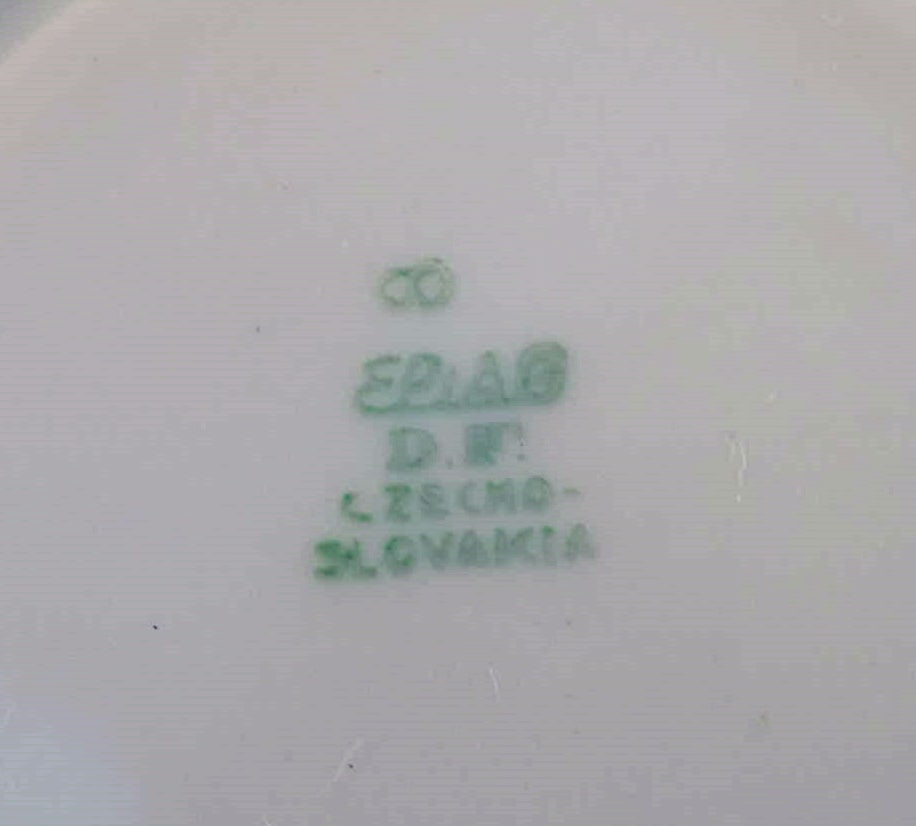 EPIAG
D.F.
CZECHO-
SLOVAKIA